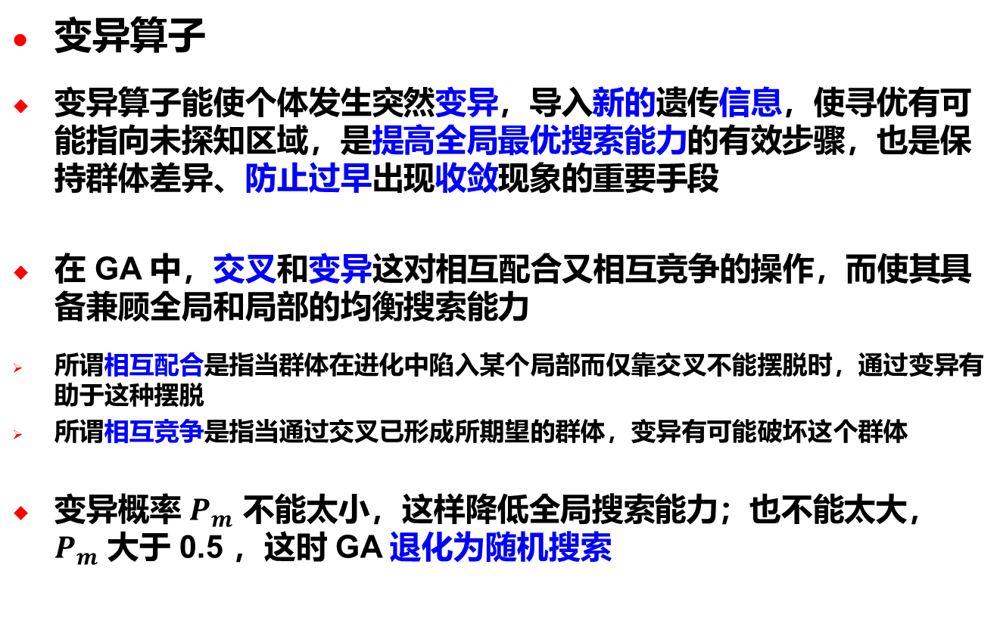 变异算子
变异算子能使个体发生突然变异，导入新的遗传信息，使寻优有可
能指向未探知区域，是提高全局最优搜索能力的有效步骤，也是保
持群体差异、防止过早出现收敛现象的重要手段
在 GA 中，交叉和变异这对相互配合又相互竞争的操作，而使其具
备兼顾全局和局部的均衡搜索能力
所谓相互配合是指当群体在进化中陷入某个局部而仅靠交叉不能摆脱时，通过变异有
助于这种摆脱
所谓相互竞争是指当通过交叉已形成所期望的群体，变异有可能破坏这个群体
变异概率 Pₘ 不能太小，这样降低全局搜索能力；也不能太大，
Pₘ 大于 0.5 ，这时 GA 退化为随机搜索